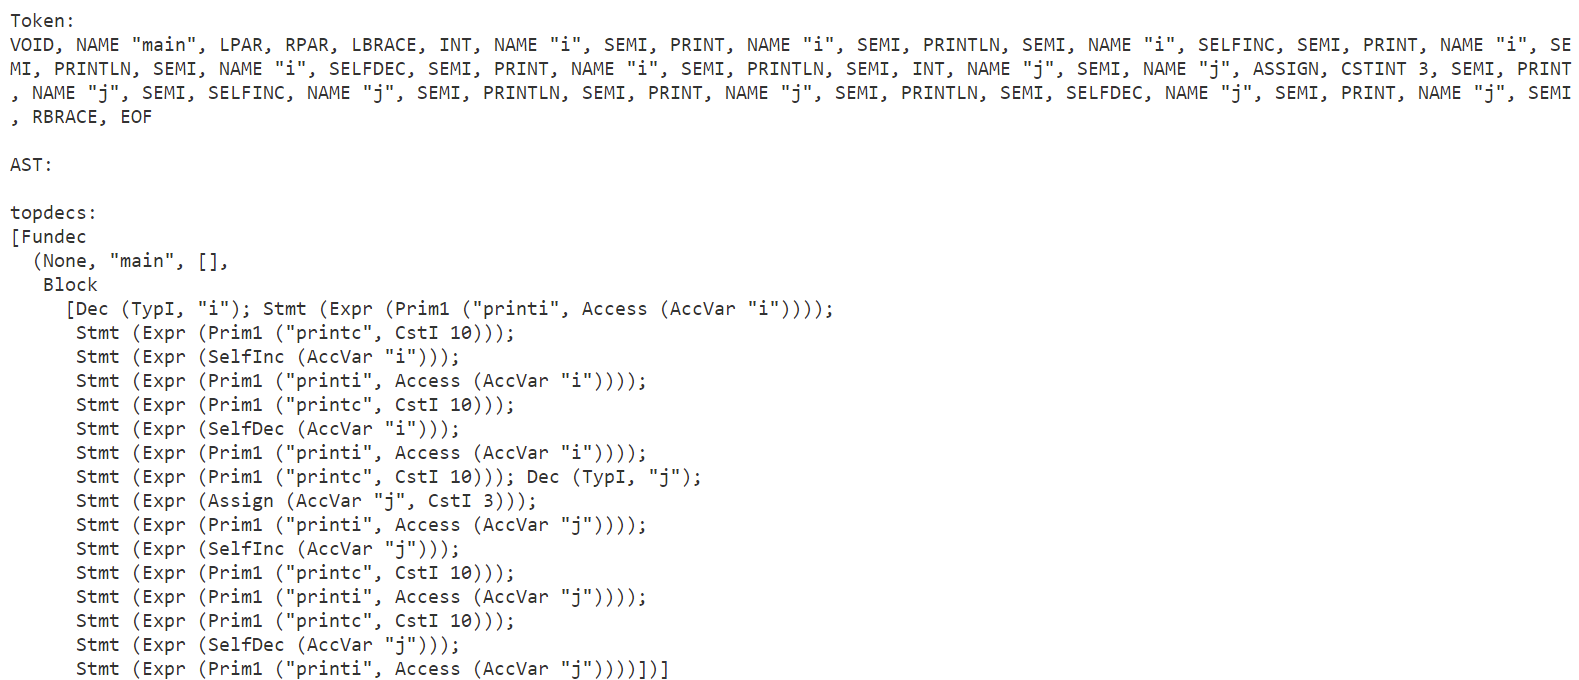 Token:
VOID, NAME "main", LPAR, RPAR, LBRACE, INT, NAME "i", SEMI, PRINT, NAME "i", SEMI, PRINTLN, SEMI, NAME "i", SELFINC, SEMI, PRINT, NAME "i", SE
MI, PRINTLN, SEMI, NAME "i", SELFDEC, SEMI, PRINT, NAME "i", SEMI, PRINTLN, SEMI, INT, NAME "j", SEMI, NAME "j", ASSIGN, CSTINT 3, SEMI, PRINT
, NAME "j", SEMI, SELFINC, NAME "j", SEMI, PRINTLN, SEMI, PRINT, NAME "j", SEMI, PRINTLN, SEMI, SELFDEC, NAME "j", SEMI, PRINT, NAME "j", SEMI
, RBRACE, EOF

AST:

topdecs:
[Fundec
  (None, "main", [],
   Block
     [Dec (TypI, "i"); Stmt (Expr (Prim1 ("printi", Access (AccVar "i"))));
      Stmt (Expr (Prim1 ("printc", CstI 10)));
      Stmt (Expr (SelfInc (AccVar "i")));
      Stmt (Expr (Prim1 ("printi", Access (AccVar "i"))));
      Stmt (Expr (Prim1 ("printc", CstI 10)));
      Stmt (Expr (SelfDec (AccVar "i")));
      Stmt (Expr (Prim1 ("printi", Access (AccVar "i"))));
      Stmt (Expr (Prim1 ("printc", CstI 10))); Dec (TypI, "j");
      Stmt (Expr (Assign (AccVar "j", CstI 3)));
      Stmt (Expr (Prim1 ("printi", Access (AccVar "j"))));
      Stmt (Expr (SelfInc (AccVar "j")));
      Stmt (Expr (Prim1 ("printc", CstI 10)));
      Stmt (Expr (Prim1 ("printi", Access (AccVar "j"))));
      Stmt (Expr (Prim1 ("printc", CstI 10)));
      Stmt (Expr (SelfDec (AccVar "j")));
      Stmt (Expr (Prim1 ("printi", Access (AccVar "j"))))])]